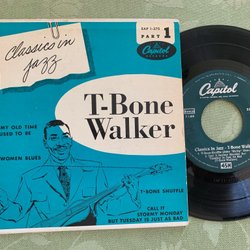 EAP 1-370
PART 1
Capitol
Classics in
jazz
T-Bone
Walker
MY OLD TIME
USED TO BE
WOMEN BLUES
T-BONE SHUFFLE
CALL IT
STORMY MONDAY
BUT TUESDAY IS JUST AS BAD
Capitol
Classics in Jazz - T-Bone Walk